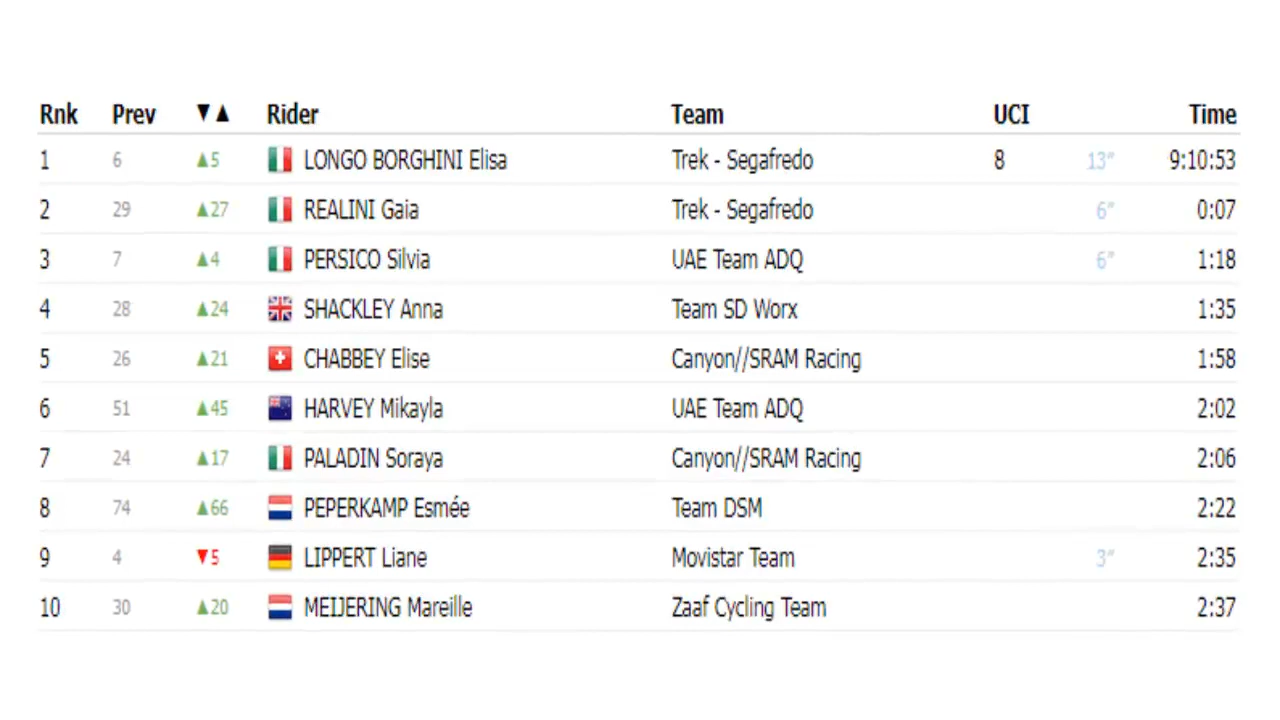 Rnk Prev ▼▲ Rider Team UCI Time
1 6 ▲5 LONGO BORGHINI Elisa Trek - Segafredo 8 13″ 9:10:53
2 29 ▲27 REALINI Gaia Trek - Segafredo 6″ 0:07
3 7 ▲4 PERSICO Silvia UAE Team ADQ 6″ 1:18
4 28 ▲24 SHACKLEY Anna Team SD Worx 1:35
5 26 ▲21 CHABBEY Elise Canyon//SRAM Racing 1:58
6 51 ▲45 HARVEY Mikayla UAE Team ADQ 2:02
7 24 ▲17 PALADIN Soraya Canyon//SRAM Racing 2:06
8 74 ▲66 PEPERKAMP Esmée Team DSM 2:22
9 4 ▼5 LIPPERT Liane Movistar Team 3″ 2:35
10 30 ▲20 MEIJERING Mareille Zaaf Cycling Team 2:37